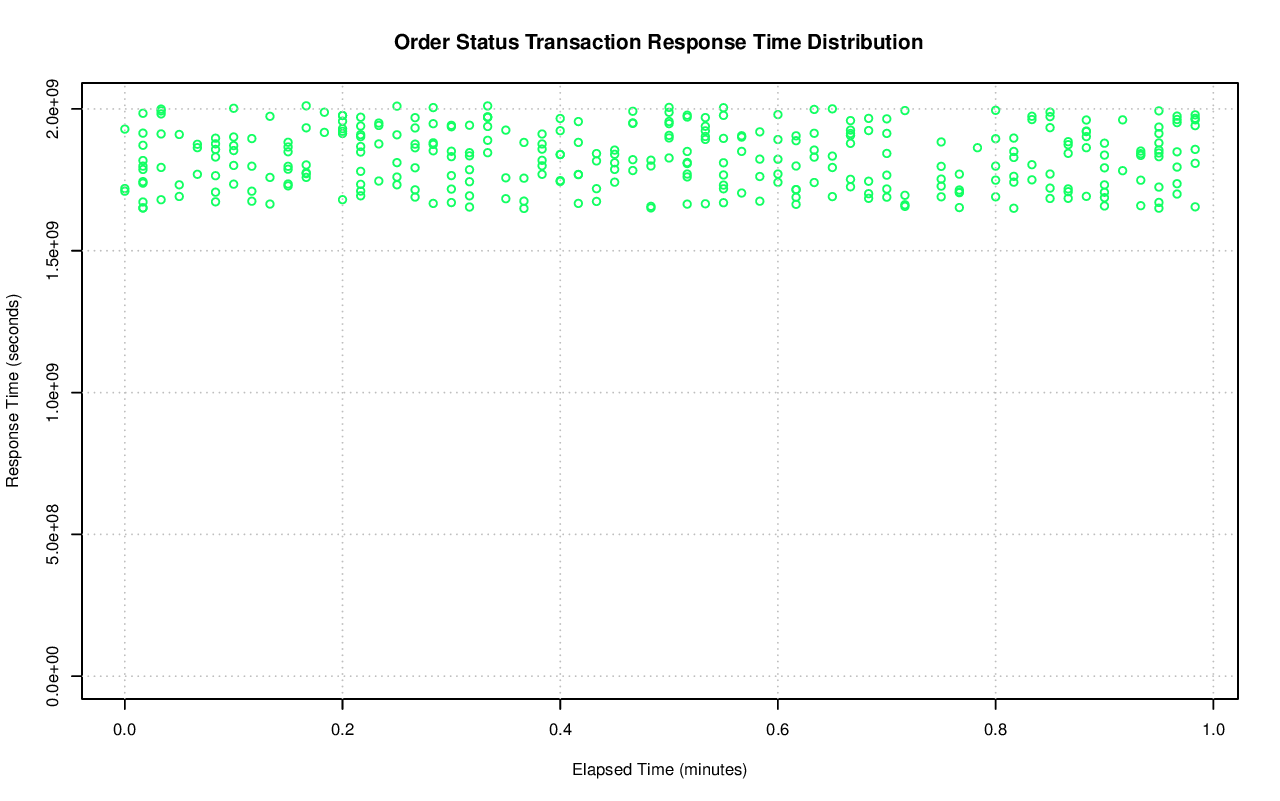 Order Status Transaction Response Time Distribution
2.0e+09
1.5e+09
1.0e+09
5.0e+08
0.0e+00
Response Time (seconds)
0.0 0.2 0.4 0.6 0.8 1.0
Elapsed Time (minutes)